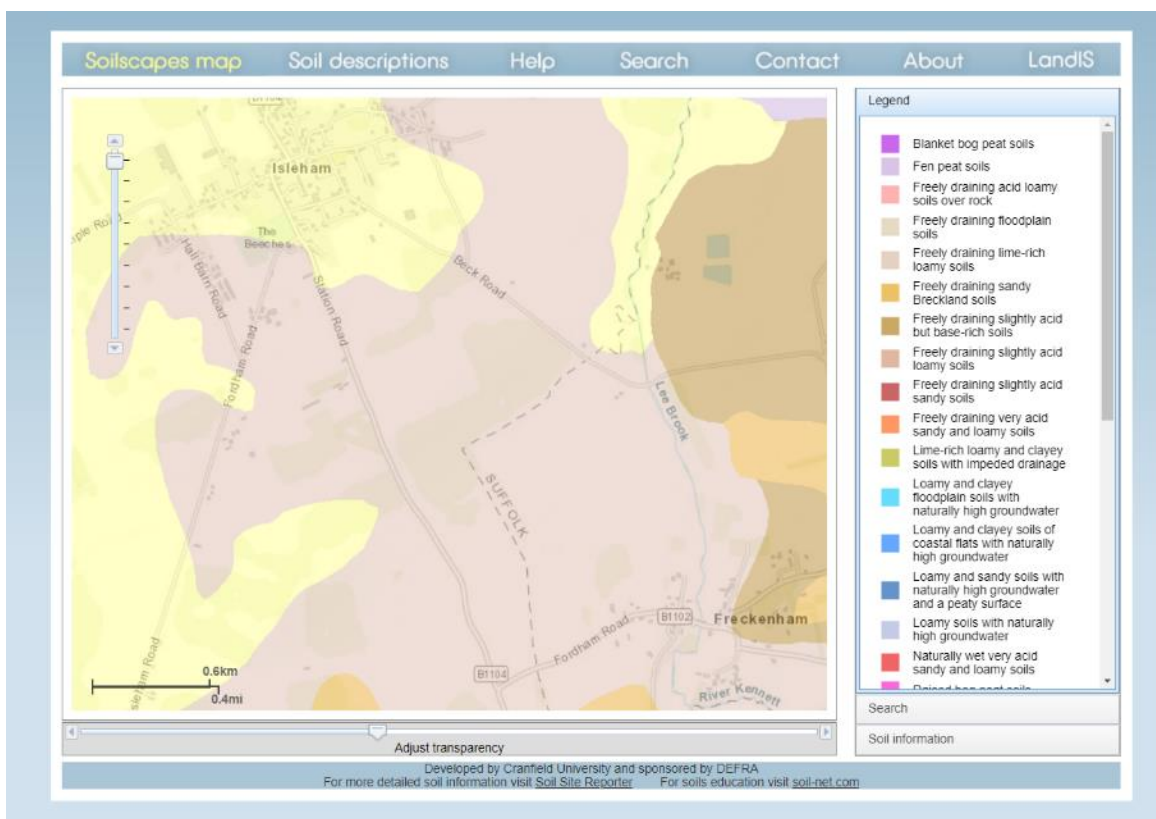 Soilscapes map Soil descriptions Help Search Contact About LandIS
Legend
Blanket bog peat soils
Fen peat soils
Freely draining acid loamy
soils over rock
Freely draining floodplain
soils
Freely draining lime-rich
loamy soils
Freely draining sandy
Breckland soils
Freely draining slightly acid
but base-rich soils
Freely draining slightly acid
loamy soils
Freely draining slightly acid
sandy soils
Freely draining very acid
sandy and loamy soils
Lime-rich loamy and clayey
soils with impeded drainage
Loamy and clayey
floodplain soils with
naturally high groundwater
Loamy and clayey soils of
coastal flats with naturally
high groundwater
Loamy and sandy soils with
naturally high groundwater
and a peaty surface
Loamy soils with naturally
high groundwater
Naturally wet very acid
sandy and loamy soils
Raised bog peat soils
Search
Soil information
B1104
Isleham
ple Road
The
Beeches
Hall Barn Road
Station Road
Beck Road
Fordham Road
Lee Brook
SUFFOLK
B1102
Freckenham
Fordham Road
B1104
River Kennett
sleham Road
0.6km
0.4mi
Adjust transparency
Developed by Cranfield University and sponsored by DEFRA
For more detailed soil information visit Soil Site Reporter For soils education visit soil-net.com